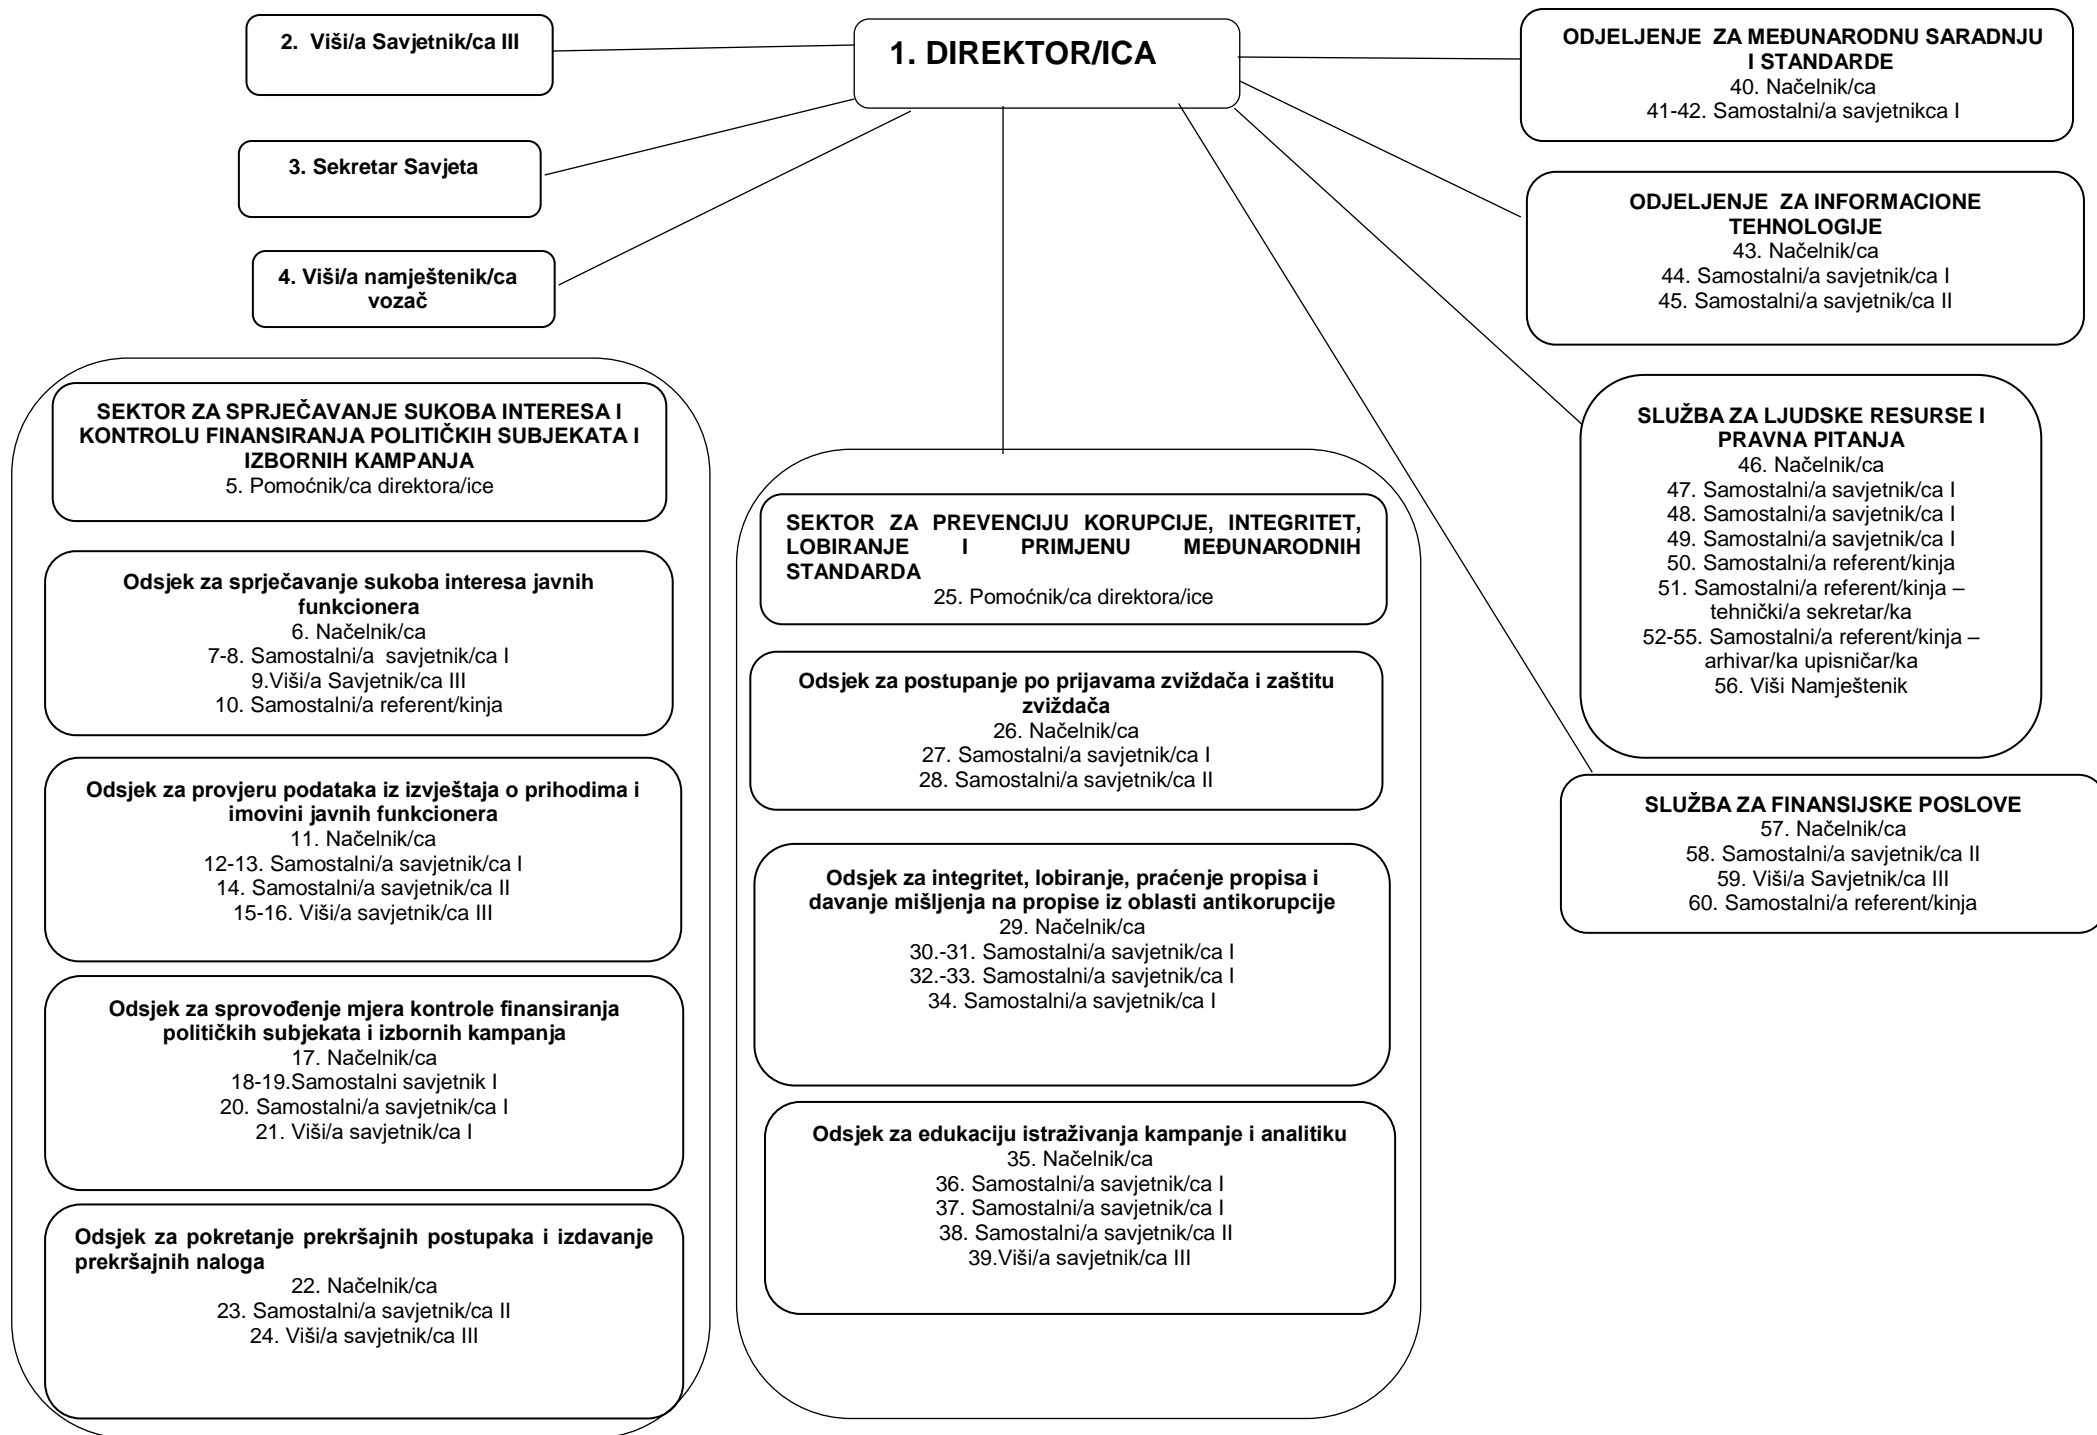 2. Viši/a Savjetnik/ca III
1. DIREKTOR/ICA
3. Sekretar Savjeta
4. Viši/a namještenik/ca
vozač
SEKTOR ZA SPRJEČAVANJE SUKOBA INTERESA I
KONTROLU FINANSIRANJA POLITIČKIH SUBJEKATA I
IZBORNIH KAMPANJA
5. Pomoćnik/ca direktora/ice
Odsjek za sprječavanje sukoba interesa javnih
funkcionera
6. Načelnik/ca
7-8. Samostalni/a savjetnik/ca I
9.Viši/a Savjetnik/ca III
10. Samostalni/a referent/kinja
Odsjek za provjeru podataka iz izvještaja o prihodima i
imovini javnih funkcionera
11. Načelnik/ca
12-13. Samostalni/a savjetnik/ca I
14. Samostalni/a savjetnik/ca II
15-16. Viši/a savjetnik/ca III
Odsjek za sprovođenje mjera kontrole finansiranja
političkih subjekata i izbornih kampanja
17. Načelnik/ca
18-19.Samostalni savjetnik I
20. Samostalni/a savjetnik/ca I
21. Viši/a savjetnik/ca I
Odsjek za pokretanje prekršajnih postupaka i izdavanje
prekršajnih naloga
22. Načelnik/ca
23. Samostalni/a savjetnik/ca II
24. Viši/a savjetnik/ca III
SEKTOR ZA PREVENCIJU KORUPCIJE, INTEGRITET,
LOBIRANJE I PRIMJENU MEĐUNARODNIH
STANDARDA
25. Pomoćnik/ca direktora/ice
Odsjek za postupanje po prijavama zviždača i zaštitu
zviždača
26. Načelnik/ca
27. Samostalni/a savjetnik/ca I
28. Samostalni/a savjetnik/ca II
Odsjek za integritet, lobiranje, praćenje propisa i
davanje mišljenja na propise iz oblasti antikorupcije
29. Načelnik/ca
30.-31. Samostalni/a savjetnik/ca I
32.-33. Samostalni/a savjetnik/ca I
34. Samostalni/a savjetnik/ca I
Odsjek za edukaciju istraživanja kampanje i analitiku
35. Načelnik/ca
36. Samostalni/a savjetnik/ca I
37. Samostalni/a savjetnik/ca I
38. Samostalni/a savjetnik/ca II
39.Viši/a savjetnik/ca III
ODJELJENJE ZA MEĐUNARODNU SARADNJU
I STANDARDE
40. Načelnik/ca
41-42. Samostalni/a savjetnikca I
ODJELJENJE ZA INFORMACIONE
TEHNOLOGIJE
43. Načelnik/ca
44. Samostalni/a savjetnik/ca I
45. Samostalni/a savjetnik/ca II
SLUŽBA ZA LJUDSKE RESURSE I
PRAVNA PITANJA
46. Načelnik/ca
47. Samostalni/a savjetnik/ca I
48. Samostalni/a savjetnik/ca I
49. Samostalni/a savjetnik/ca I
50. Samostalni/a referent/kinja
51. Samostalni/a referent/kinja –
tehnički/a sekretar/ka
52-55. Samostalni/a referent/kinja –
arhivar/ka upisničar/ka
56. Viši Namještenik
SLUŽBA ZA FINANSIJSKE POSLOVE
57. Načelnik/ca
58. Samostalni/a savjetnik/ca II
59. Viši/a Savjetnik/ca III
60. Samostalni/a referent/kinja